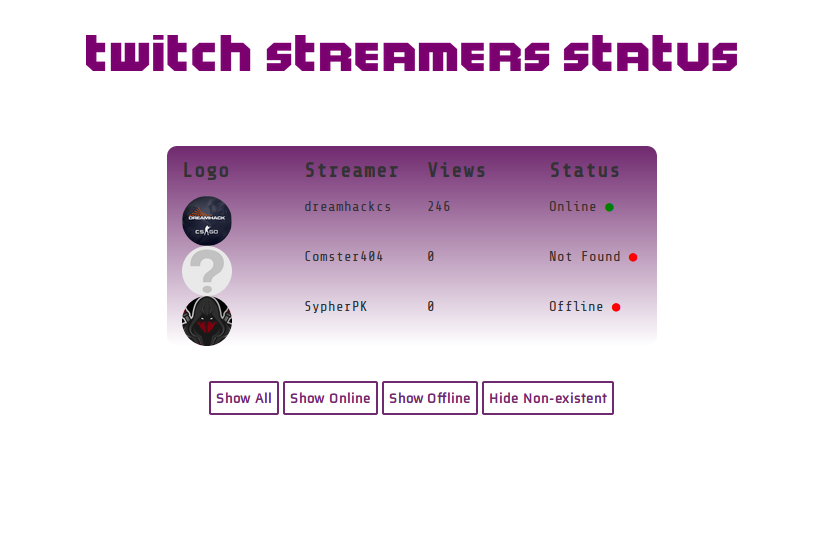 twitch streamers status
Logo Streamer Views Status
DREAMHACK
CS GO
dreamhackcs 246 Online
?
Comster404 0 Not Found
SypherPK 0 Offline
Show All Show Online Show Offline Hide Non-existent